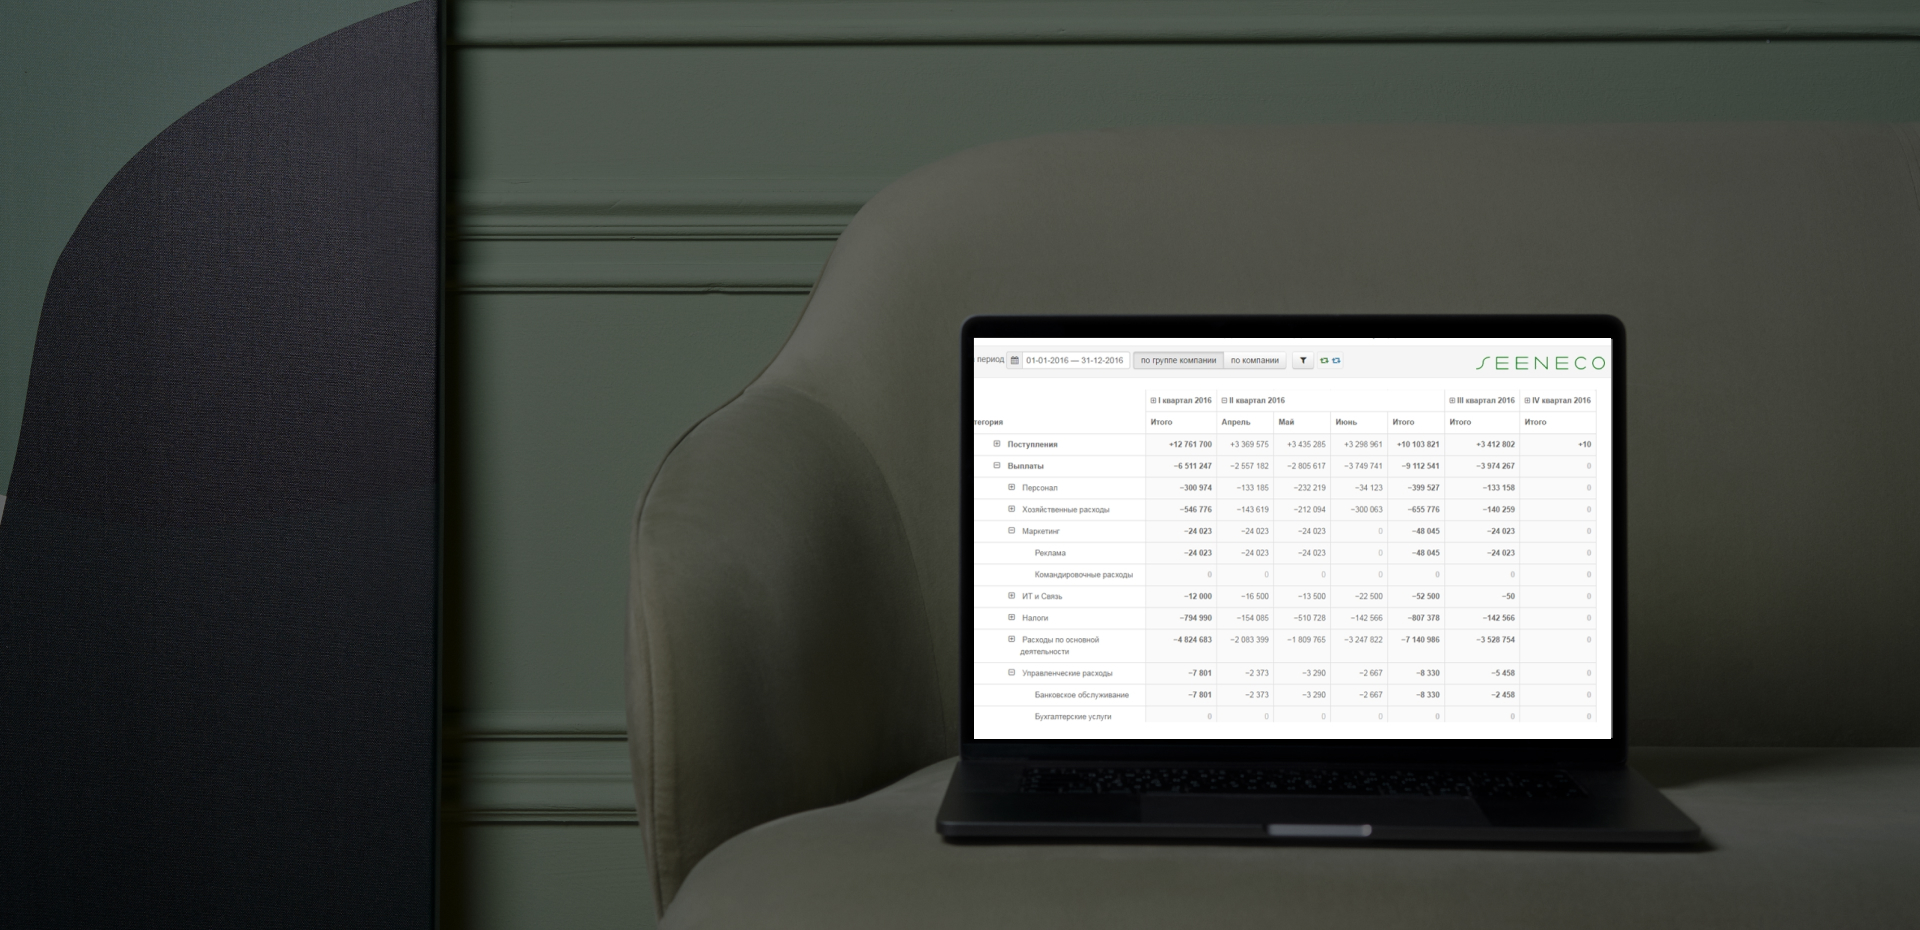 период 01-01-2016 — 31-12-2016 по группе компании по компании SEENECO
I квартал 2016 II квартал 2016 III квартал 2016 IV квартал 2016
тегория Итого Апрель Май Июнь Итого Итого Итого
Поступления +12 761 700 +3 369 575 +3 435 285 +3 298 961 +10 103 821 +3 412 802 +10
Выплаты −6 511 247 −2 557 182 −2 805 617 −3 749 741 −9 112 541 −3 974 267 0
Персонал −300 974 −133 185 −232 219 −34 123 −399 527 −133 158 0
Хозяйственные расходы −546 776 −143 619 −212 094 −300 063 −655 776 −140 259 0
Маркетинг −24 023 −24 023 −24 023 0 −48 045 −24 023 0
Реклама −24 023 −24 023 −24 023 0 −48 045 −24 023 0
Командировочные расходы 0 0 0 0 0 0 0
ИТ и Связь −12 000 −16 500 −13 500 −22 500 −52 500 −50 0
Налоги −794 990 −154 085 −510 728 −142 566 −807 378 −142 566 0
Расходы по основной −4 824 683 −2 083 399 −1 809 765 −3 247 822 −7 140 986 −3 528 754 0
деятельности
Управленческие расходы −7 801 −2 373 −3 290 −2 667 −8 330 −5 458 0
Банковское обслуживание −7 801 −2 373 −3 290 −2 667 −8 330 −2 458 0
Бухгалтерские услуги 0 0 0 0 0 0 0